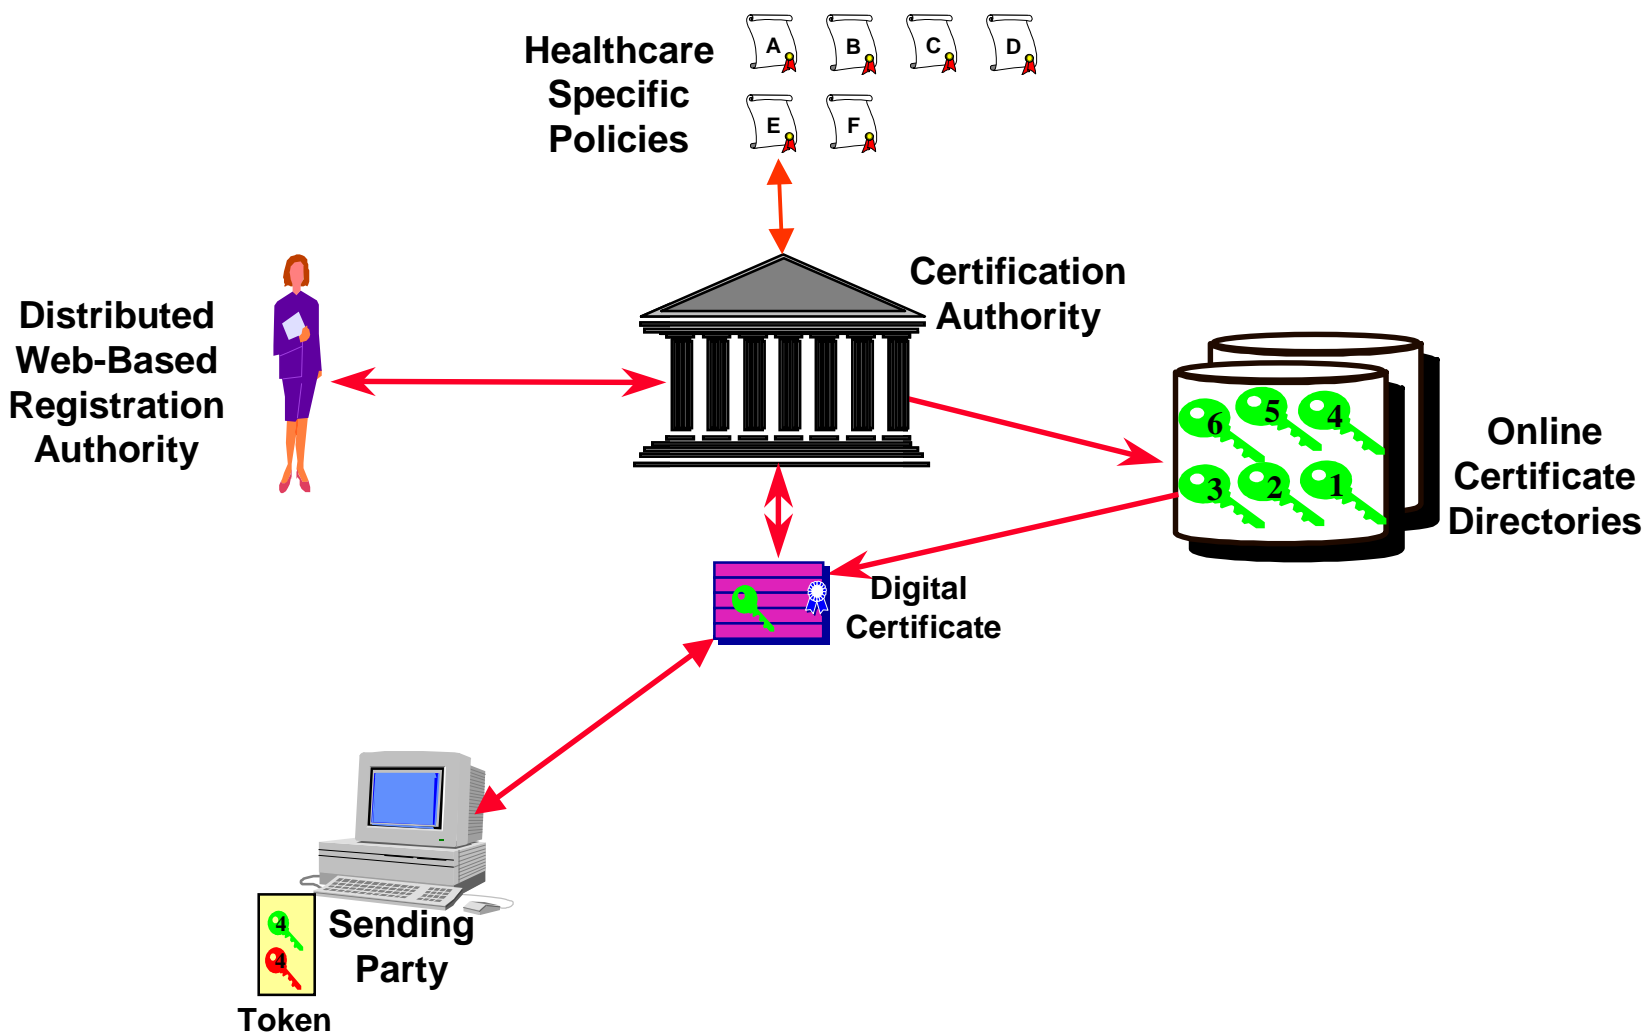 Healthcare
Specific
Policies
A B C D
E F
Certification
Authority
Distributed
Web-Based
Registration
Authority
6 5 4
3 2 1
Online
Certificate
Directories
Digital
Certificate
Sending
Party
4
4
Token